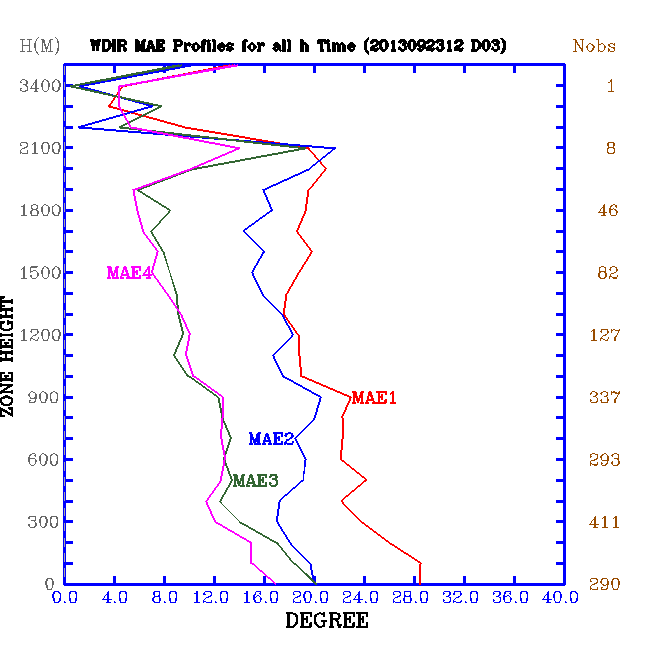 H(M) WDIR MAE Profiles for all h Time (2013092312 D03) Nobs
3400 1
2100 8
1800 46
MAE4
1500 82
ZONE HEIGHT
1200 127
900 MAE1 337
MAE2
600 293
MAE3
300 411
0 290
0.0 4.0 8.0 12.0 16.0 20.0 24.0 28.0 32.0 36.0 40.0
DEGREE